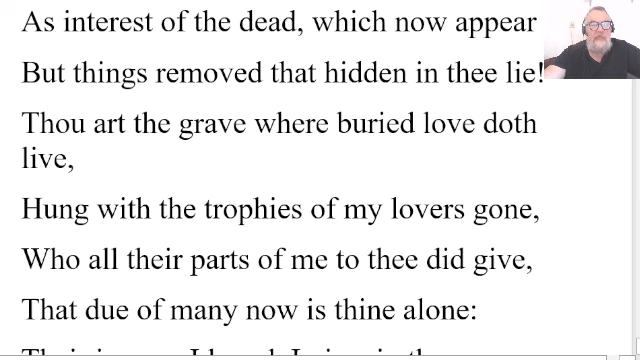 As interest of the dead, which now appear
But things removed that hidden in thee lie!
Thou art the grave where buried love doth
live,
Hung with the trophies of my lovers gone,
Who all their parts of me to thee did give,
That due of many now is thine alone: